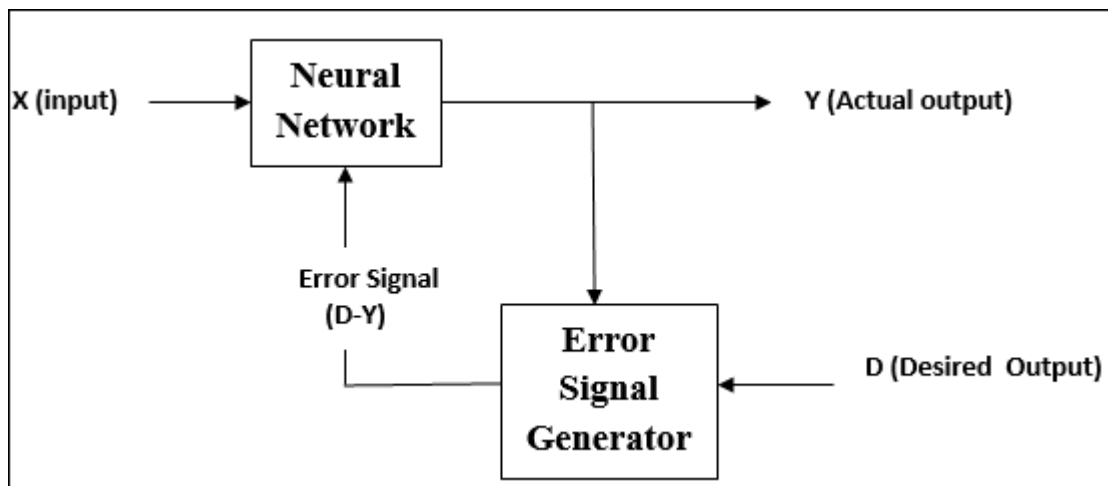 Neural
Network
X (input)
Y (Actual output)
Error Signal
(D-Y)
Error
Signal
Generator
D (Desired Output)